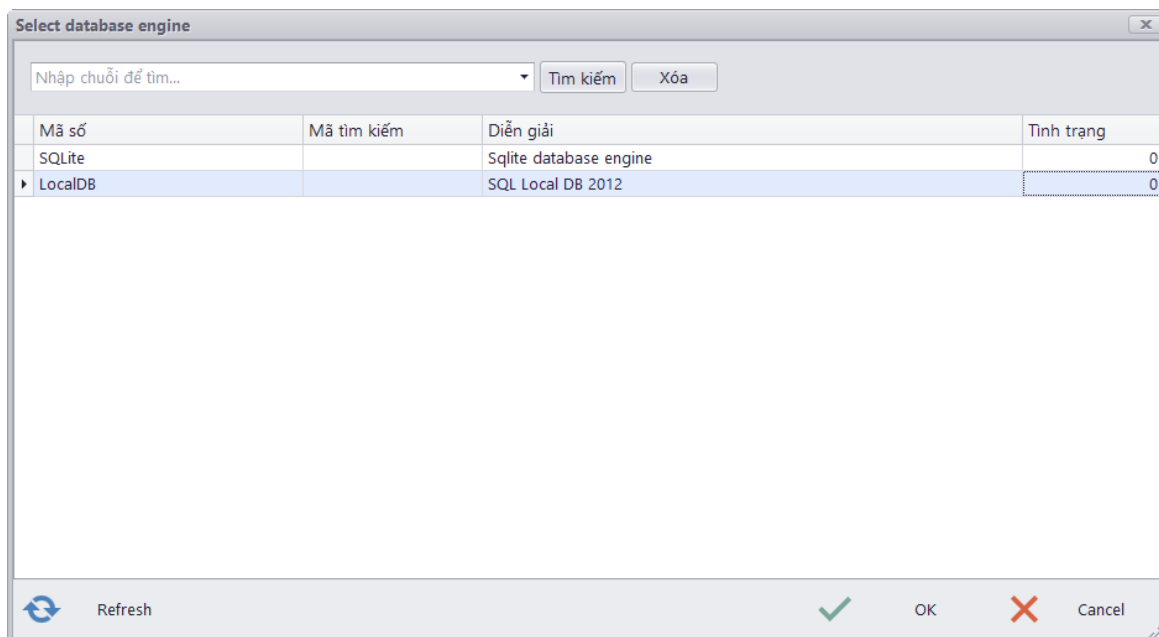 Select database engine
Nhập chuỗi để tìm... Tìm kiếm Xóa
Mã số Mã tìm kiếm Diễn giải Tình trạng
SQLite Sqlite database engine 0
LocalDB SQL Local DB 2012 0
Refresh OK Cancel